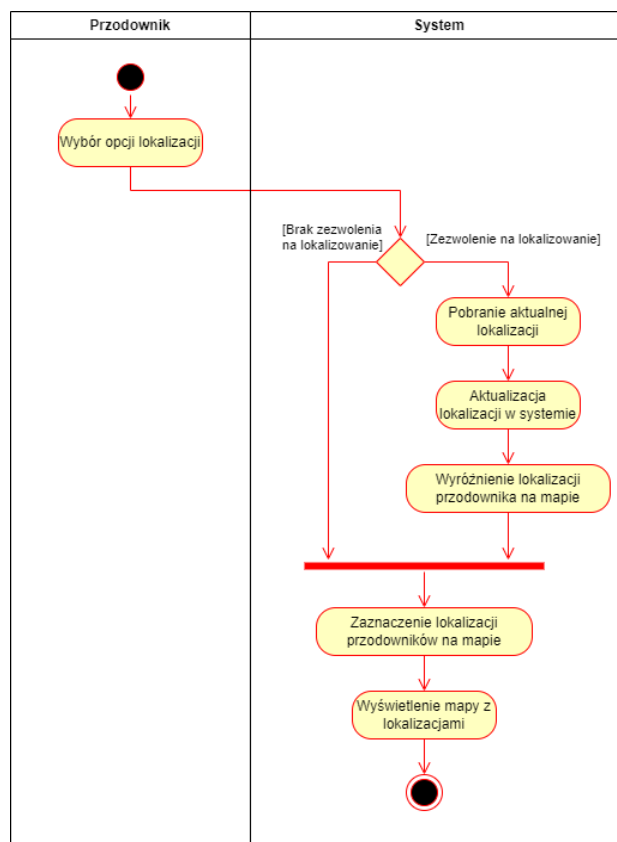 Przodownik
System
Wybór opcji lokalizacji
[Brak zezwolenia
na lokalizowanie]
[Zezwolenie na lokalizowanie]
Pobranie aktualnej
lokalizacji
Aktualizacja
lokalizacji w systemie
Wyróżnienie lokalizacji
przodownika na mapie
Zaznaczenie lokalizacji
przodowników na mapie
Wyświetlenie mapy z
lokalizacjami